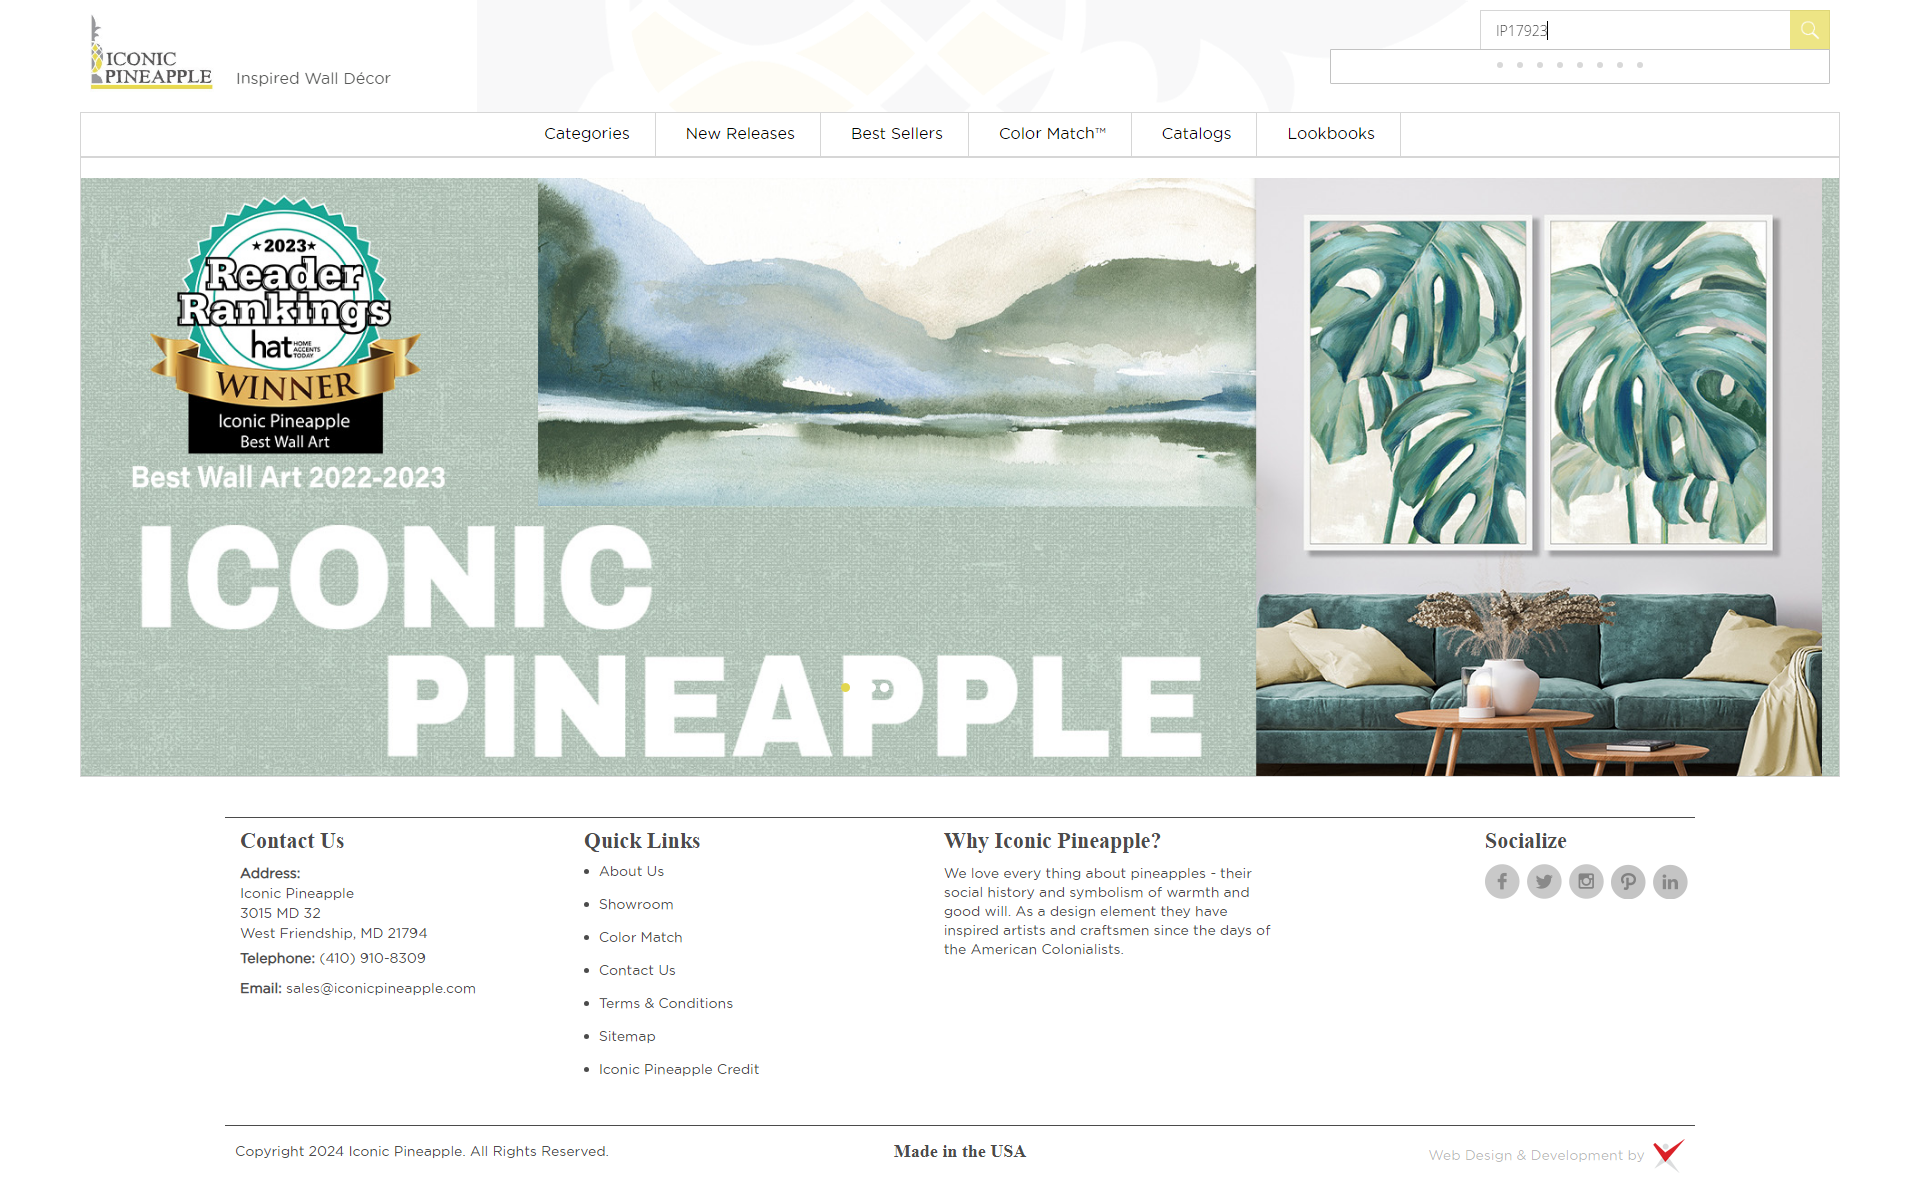 ICONIC
PINEAPPLE
Inspired Wall Décor
IP17923
Categories
New Releases
Best Sellers
Color Match™
Catalogs
Lookbooks
★2023★
Reader
Rankings
hat HOME ACCENTS TODAY
WINNER
Iconic Pineapple
Best Wall Art
Best Wall Art 2022-2023
ICONIC
PINEAPPLE
Contact Us
Address:
Iconic Pineapple
3015 MD 32
West Friendship, MD 21794
Telephone: (410) 910-8309
Email: sales@iconicpineapple.com
Quick Links
About Us
Showroom
Color Match
Contact Us
Terms & Conditions
Sitemap
Iconic Pineapple Credit
Why Iconic Pineapple?
We love every thing about pineapples - their
social history and symbolism of warmth and
good will. As a design element they have
inspired artists and craftsmen since the days of
the American Colonialists.
Socialize
Copyright 2024 Iconic Pineapple. All Rights Reserved.
Made in the USA
Web Design & Development by